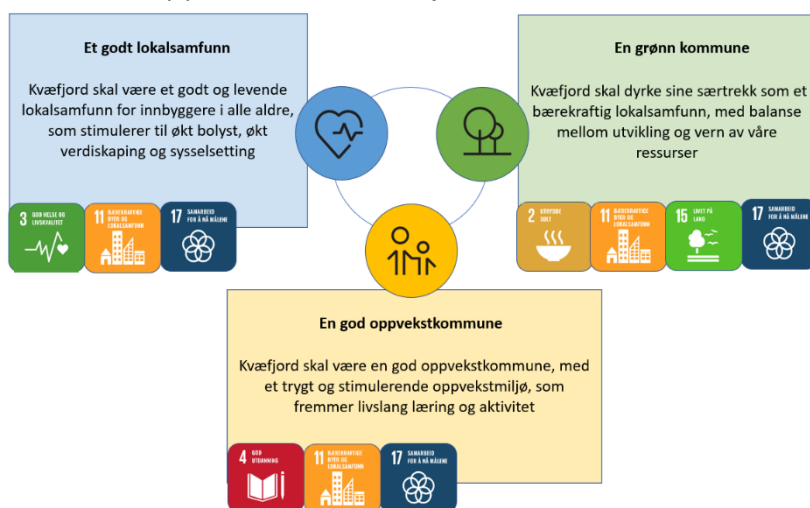 Et godt lokalsamfunn
Kvæfjord skal være et godt og levende
lokalsamfunn for innbyggere i alle aldre,
som stimulerer til økt bolyst, økt
verdiskaping og sysselsetting
3 GOD HELSE OG
LIVSKVALITET
11 BÆREKRAFTIGE
BYER OG
LOKALSAMFUNN
17 SAMARBEID
FOR Å NÅ MÅLENE
En grønn kommune
Kvæfjord skal dyrke sine særtrekk som et
bærekraftig lokalsamfunn, med balanse
mellom utvikling og vern av våre
ressurser
2 UTRYDDE
SULT
11 BÆREKRAFTIGE
BYER OG
LOKALSAMFUNN
15 LIVET PÅ
LAND
17 SAMARBEID
FOR Å NÅ MÅLENE
En god oppvekstkommune
Kvæfjord skal være en god oppvekstkommune, med
et trygt og stimulerende oppvekstmiljø, som
fremmer livslang læring og aktivitet
4 GOD
UTDANNING
11 BÆREKRAFTIGE
BYER OG
LOKALSAMFUNN
17 SAMARBEID
FOR Å NÅ MÅLENE